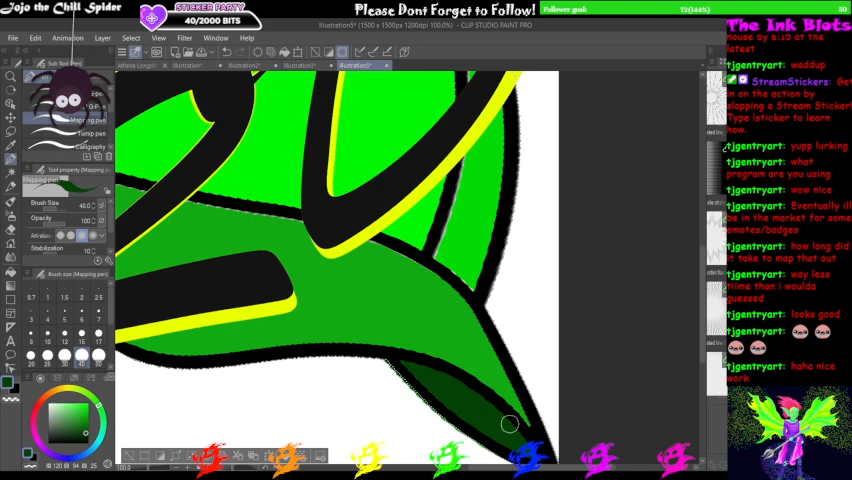 Jojo the Chill Spider
STICKER PARTY
40/2000 BITS
Please Dont Forget to Follow!
Follower goal:
72(144%)
50
Illustration5* (1500 x 1500px 1200dpi 100.0%) - CLIP STUDIO PAINT PRO
File
Edit
Layer
Select
View
Filter
Window
Help
Sub Tool
Illustration*
Illustration2*
Illustration3*
Illustration5*
G-Pen
Mapping pen
Turnip pen
Calligraphy
Tool property [Mapping
Mapping pen
Brush Size 40.0
Opacity 100
Stabilization 10
Brush size [Mapping pen]
0.7 1 1.5 2 2.5
3 4 5 6 7
8 10 12 15 17
20 25 30 40 50
100.0
The Ink Blots
house by 6:15 at the
latest
tjgentryart: waddup
StreamStickers: Get
in on the action by
slapping a Stream Sticker!
Type !sticker to learn
how.
tjgentryart: yupp lurking
tjgentryart: what
program are you using
tjgentryart: wow nice
tjgentryart: Eventually ill
be in the market for some
emotes/badges
tjgentryart: how long did
it take to map that out
tjgentryart: way less
tiime than i woulda
guessed
tjgentryart: looks good
tjgentryart:
tjgentryart: haha nice
work